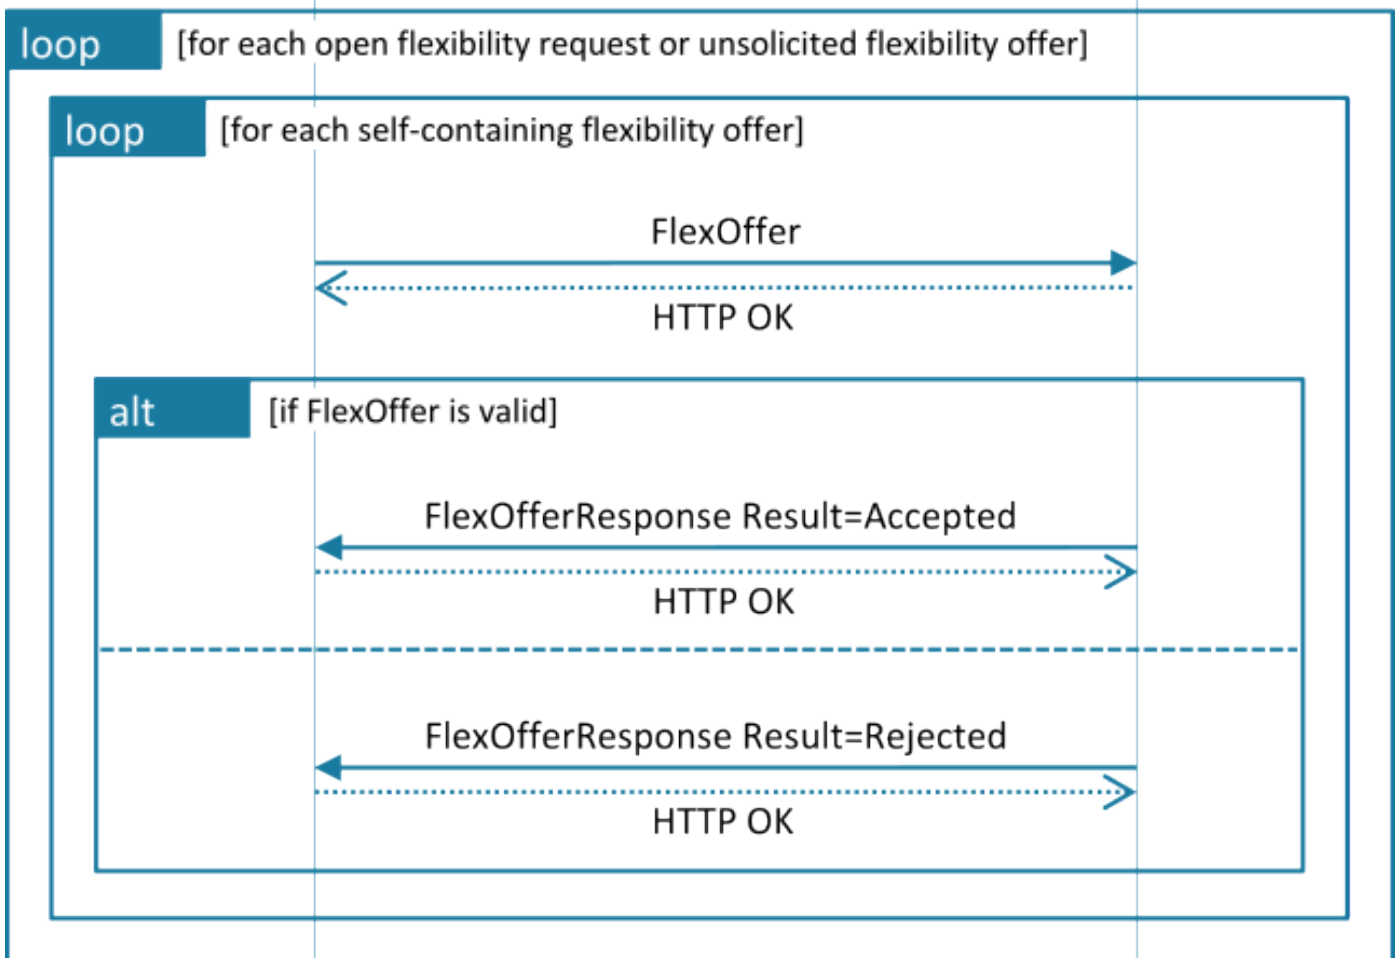 loop [for each open flexibility request or unsolicited flexibility offer]
loop [for each self-containing flexibility offer]
FlexOffer
HTTP OK
alt [if FlexOffer is valid]
FlexOfferResponse Result=Accepted
HTTP OK
FlexOfferResponse Result=Rejected
HTTP OK